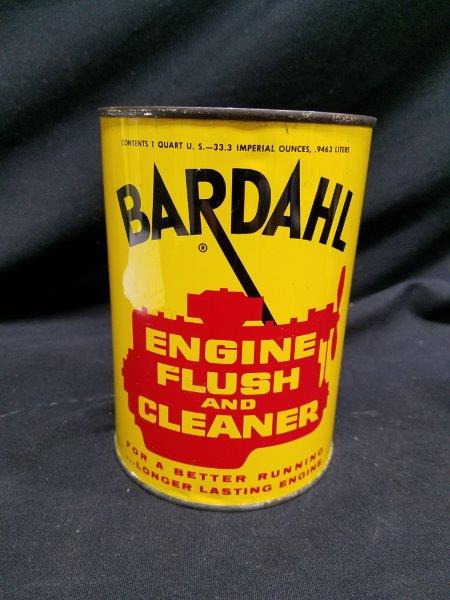 CONTENTS 1 QUART U. S.—33.3 IMPERIAL OUNCES, .9463 LITERS
BARDAHL
®
ENGINE
FLUSH
AND
CLEANER
FOR A BETTER RUNNING
...LONGER LASTING ENGINE